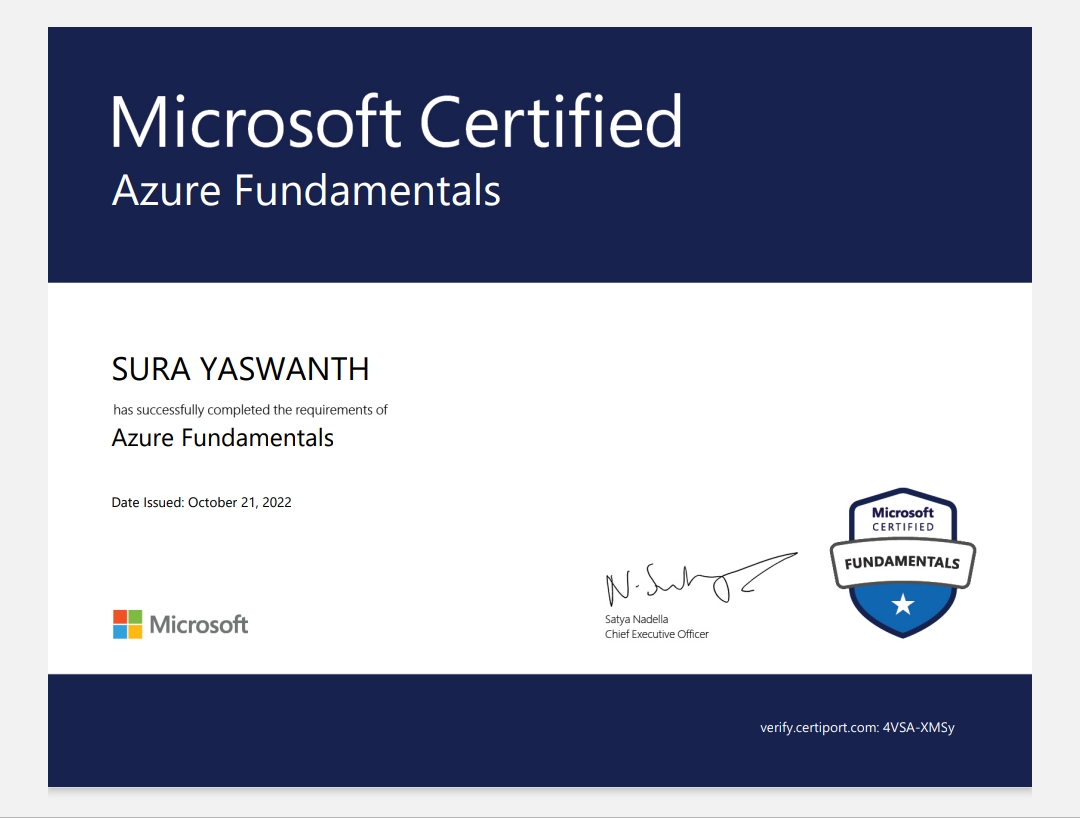 Microsoft Certified
Azure Fundamentals
SURA YASWANTH
has successfully completed the requirements of
Azure Fundamentals
Date Issued: October 21, 2022
Microsoft
CERTIFIED
FUNDAMENTALS
Satya Nadella
Chief Executive Officer
Microsoft
verify.certiport.com: 4VSA-XMSy